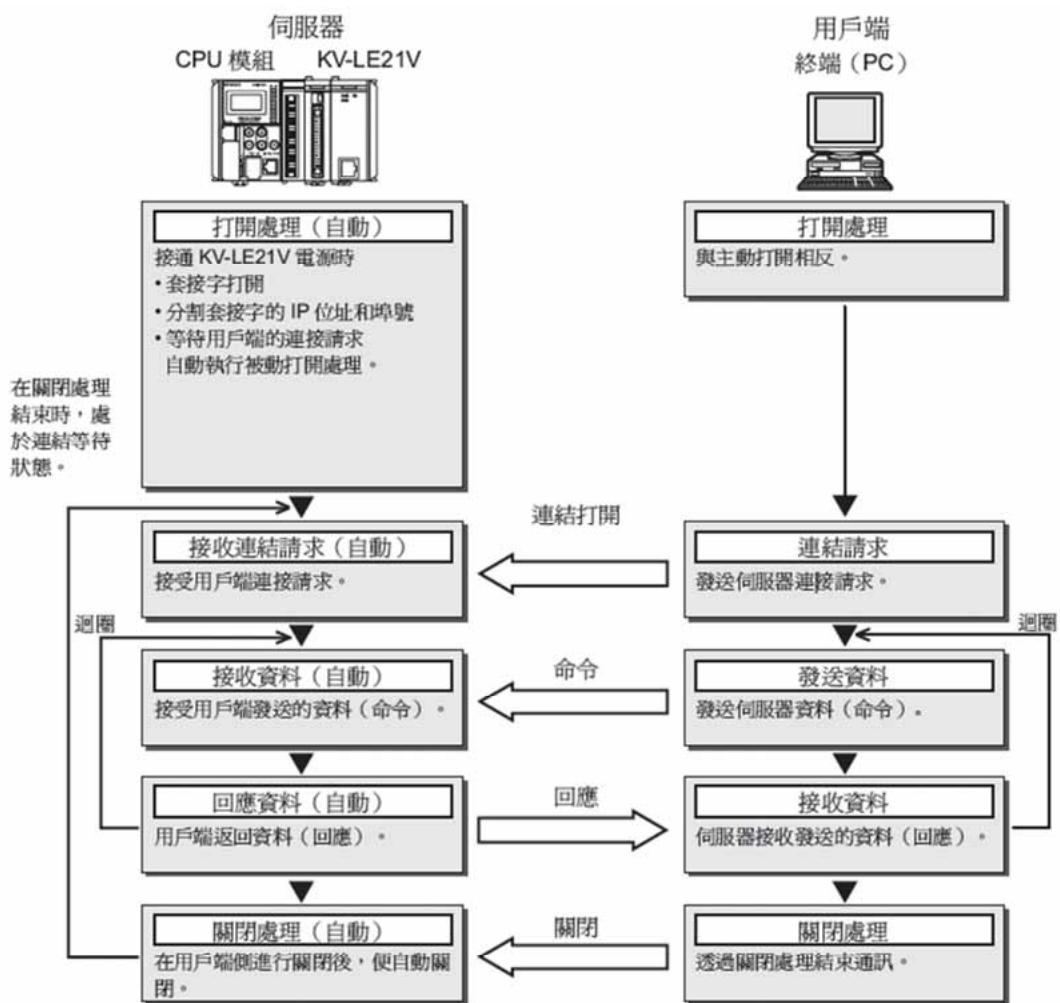 伺服器
CPU 模組 KV-LE21V
用戶端
終端（PC）
打開處理（自動）
接通 KV-LE21V 電源時
• 套接字打開
• 分割套接字的 IP 位址和埠號
• 等待用戶端的連接請求
自動執行被動打開處理。
打開處理
與主動打開相反。
在關閉處理
結束時，處
於連結等待
狀態。
連結打開
接收連結請求（自動）
接受用戶端連接請求。
連結請求
發送伺服器連接請求。
迴圈
迴圈
命令
接收資料（自動）
接受用戶端發送的資料（命令）。
發送資料
發送伺服器資料（命令）。
回應
回應資料（自動）
用戶端返回資料（回應）。
接收資料
伺服器接收發送的資料（回應）。
關閉
關閉處理（自動）
在用戶端側進行關閉後，便自動關
閉。
關閉處理
透過關閉處理結束通訊。